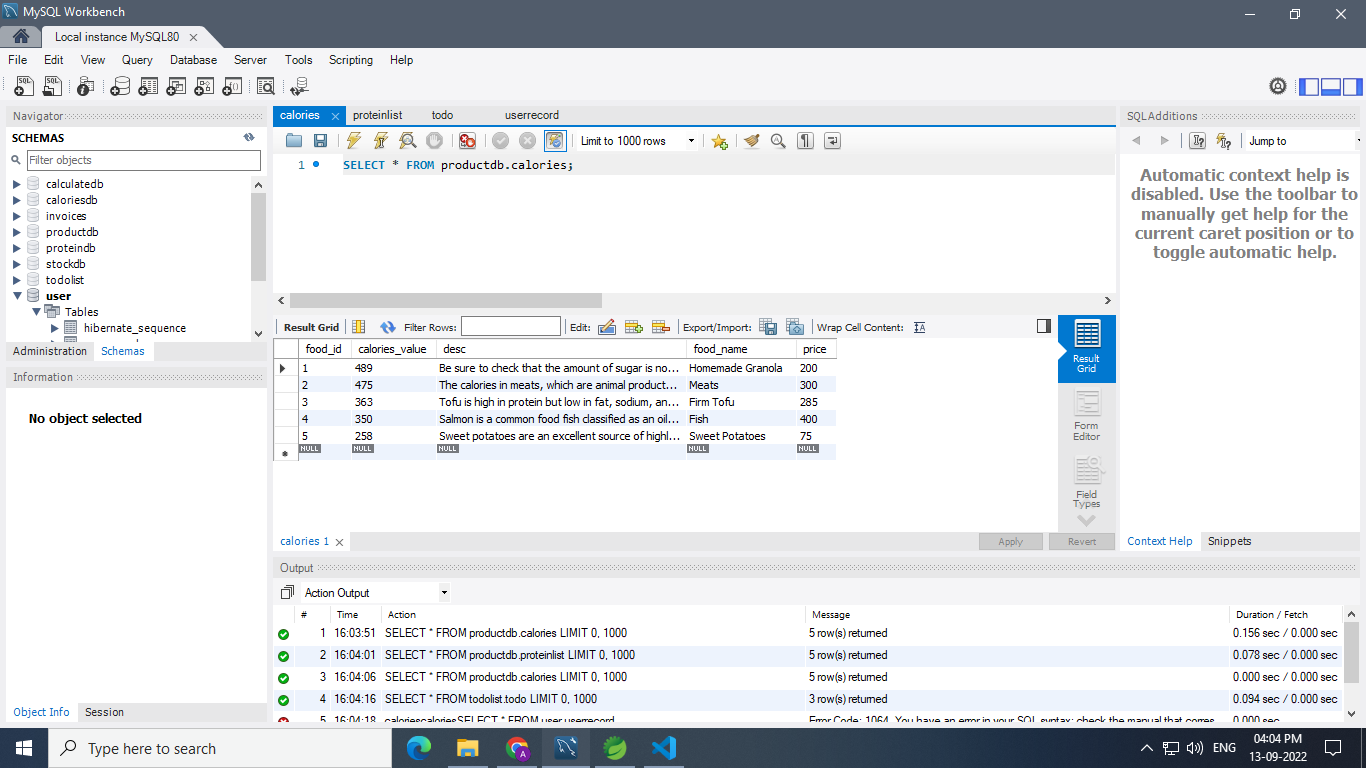 MySQL Workbench
Local instance MySQL80
File Edit View Query Database Server Tools Scripting Help
Navigator
SCHEMAS
Filter objects
calculatedb
caloriesdb
invoices
productdb
proteindb
stockdb
todolist
user
Tables
hibernate_sequence
Administration Schemas
Information
No object selected
Object Info Session
calories proteinlist todo userrecord
Limit to 1000 rows
1 SELECT * FROM productdb.calories;
Result Grid Filter Rows: Edit: Export/Import: Wrap Cell Content: IA
food_id calories_value desc food_name price
1 489 Be sure to check that the amount of sugar is no... Homemade Granola 200
2 475 The calories in meats, which are animal product... Meats 300
3 363 Tofu is high in protein but low in fat, sodium, an... Firm Tofu 285
4 350 Salmon is a common food fish classified as an oil... Fish 400
5 258 Sweet potatoes are an excellent source of highl... Sweet Potatoes 75
NULL NULL NULL NULL NULL
Result Grid
Form Editor
Field Types
calories 1 Apply Revert
SQLAdditions
Jump to
Automatic context help is
disabled. Use the toolbar to
manually get help for the
current caret position or to
toggle automatic help.
Context Help Snippets
Output
Action Output
# Time Action Message Duration / Fetch
1 16:03:51 SELECT * FROM productdb.calories LIMIT 0, 1000 5 row(s) returned 0.156 sec / 0.000 sec
2 16:04:01 SELECT * FROM productdb.proteinlist LIMIT 0, 1000 5 row(s) returned 0.078 sec / 0.000 sec
3 16:04:06 SELECT * FROM productdb.calories LIMIT 0, 1000 5 row(s) returned 0.000 sec / 0.000 sec
4 16:04:16 SELECT * FROM todolist.todo LIMIT 0, 1000 3 row(s) returned 0.094 sec / 0.000 sec
5 16:04:18 caloriescaloriesSELECT * FROM user.userrecord Error Code: 1064. You have an error in your SQL syntax; check the manual that corres... 0.000 sec
Type here to search
ENG
04:04 PM
13-09-2022